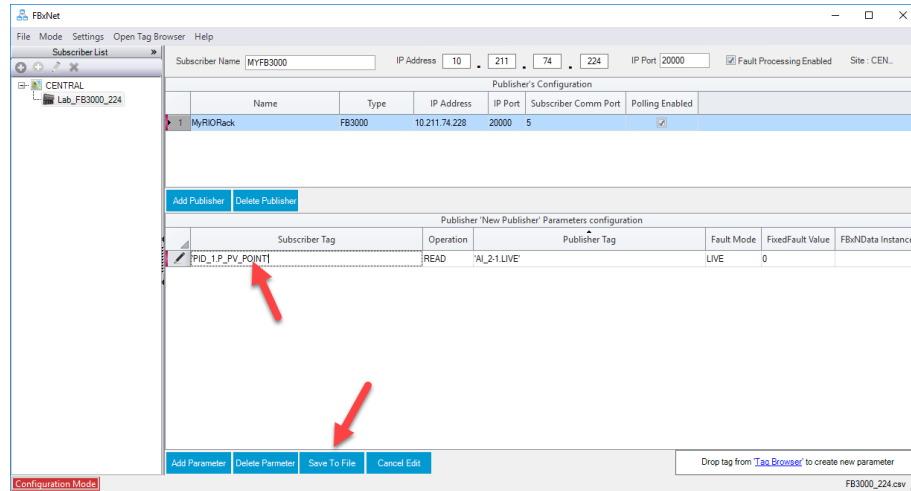 FBxNet
File Mode Settings Open Tag Browser Help
Subscriber List »
CENTRAL
Lab_FB3000_224
Subscriber Name MYFB3000 IP Address 10 . 211 . 74 . 224 IP Port 20000 Fault Processing Enabled Site : CEN...
Publisher's Configuration
Name Type IP Address IP Port Subscriber Comm Port Polling Enabled
1 MyRIORack FB3000 10.211.74.228 20000 5
Add Publisher Delete Publisher
Publisher 'New Publisher' Parameters configuration
Subscriber Tag Operation Publisher Tag Fault Mode FixedFault Value FBxNData Instance
'PID_1.P_PV_POINT' READ 'AI_2-1.LIVE' LIVE 0
Add Parameter Delete Parmeter Save To File Cancel Edit Drop tag from 'Tag Browser' to create new parameter
Configuration Mode FB3000_224.csv